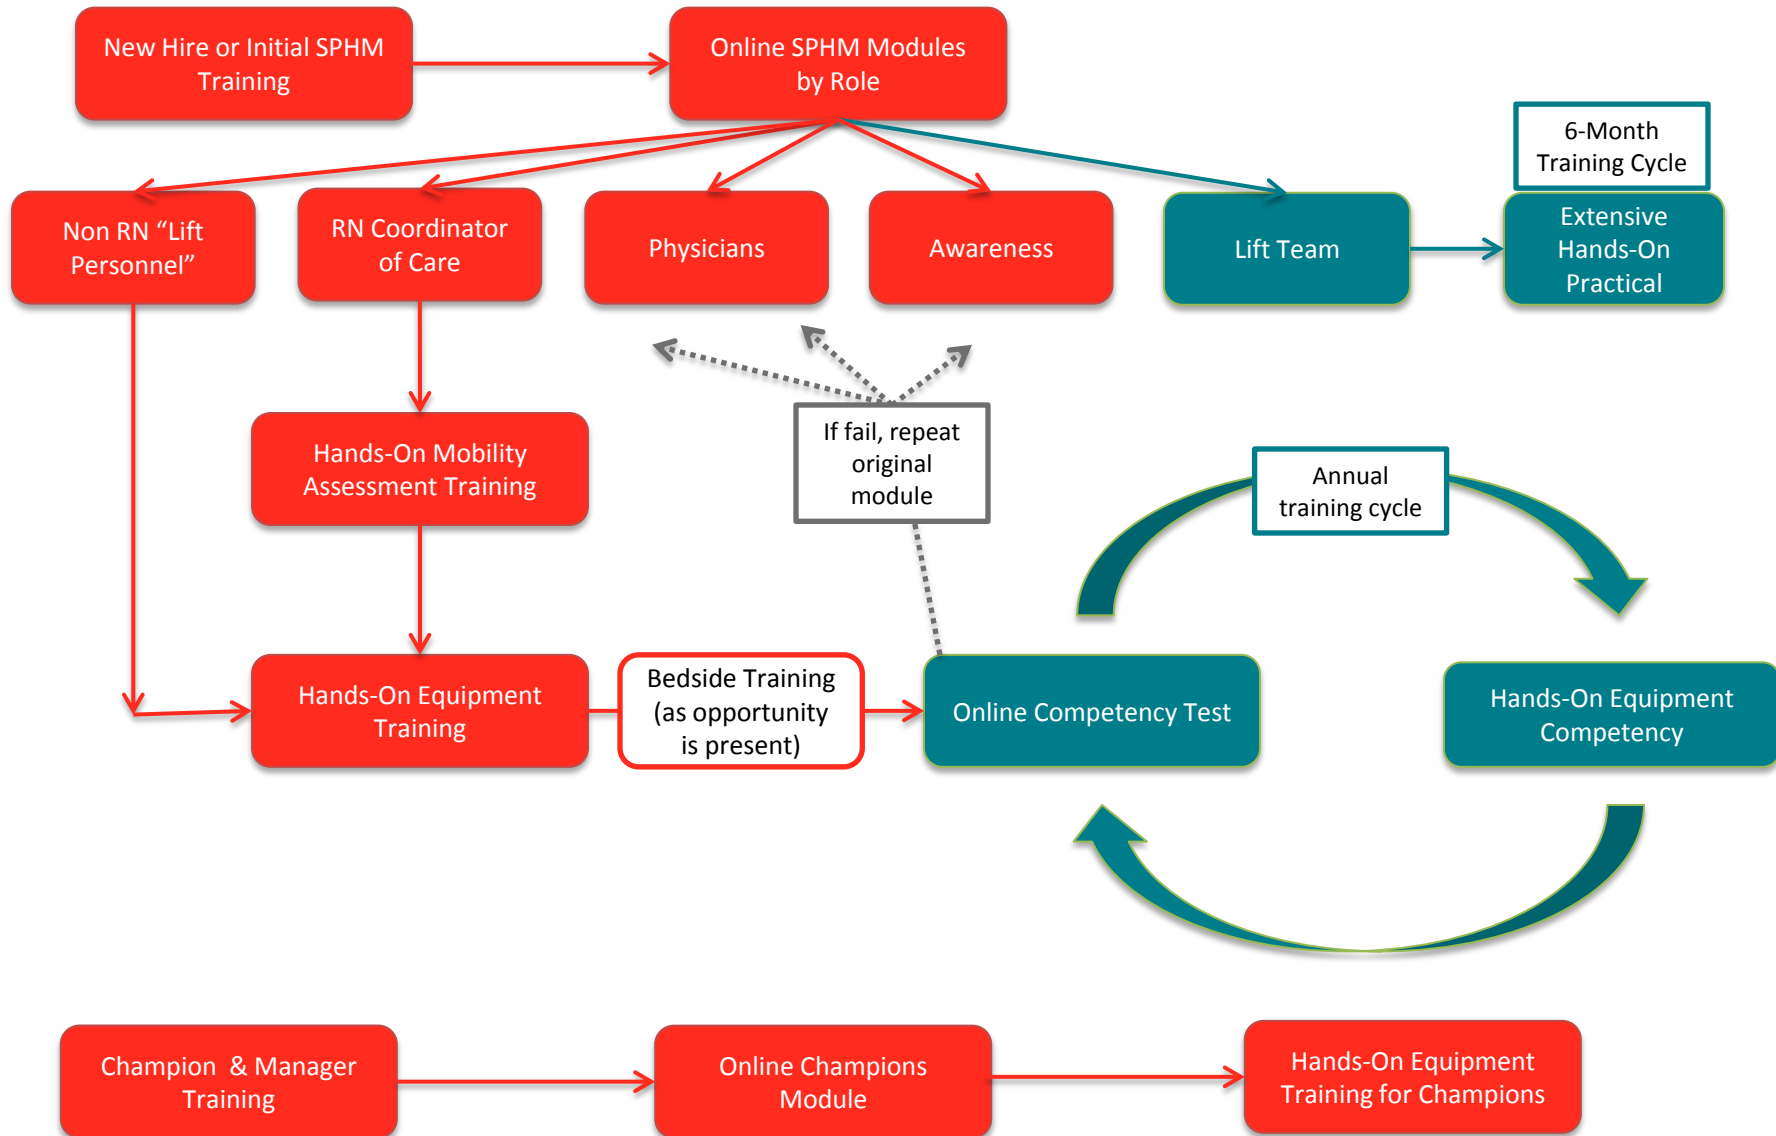 New Hire or Initial SPHM
Training
Online SPHM Modules
by Role
6-Month
Training Cycle
Non RN “Lift
Personnel”
RN Coordinator
of Care
Physicians
Awareness
Lift Team
Extensive
Hands-On
Practical
If fail, repeat
original
module
Hands-On Mobility
Assessment Training
Annual
training cycle
Hands-On Equipment
Training
Bedside Training
(as opportunity
is present)
Online Competency Test
Hands-On Equipment
Competency
Champion & Manager
Training
Online Champions
Module
Hands-On Equipment
Training for Champions